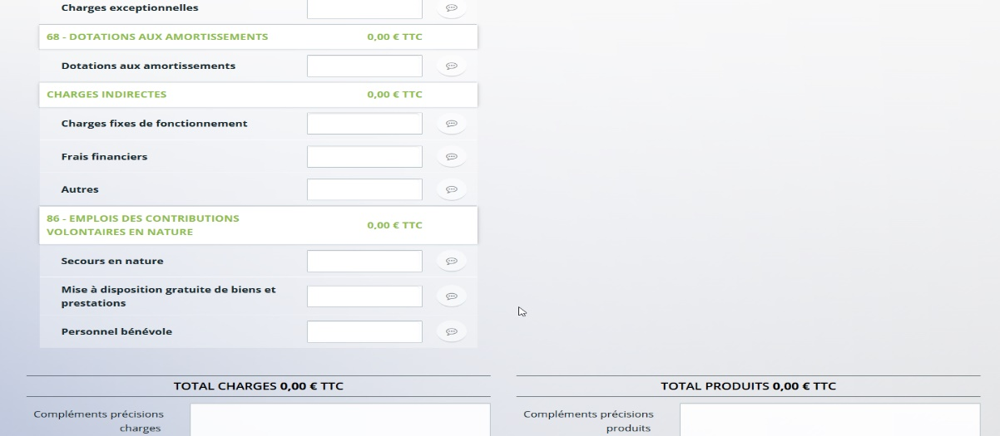 Charges exceptionnelles
68 - DOTATIONS AUX AMORTISSEMENTS 0,00 € TTC
Dotations aux amortissements
CHARGES INDIRECTES 0,00 € TTC
Charges fixes de fonctionnement
Frais financiers
Autres
86 - EMPLOIS DES CONTRIBUTIONS
VOLONTAIRES EN NATURE 0,00 € TTC
Secours en nature
Mise à disposition gratuite de biens et
prestations
Personnel bénévole
TOTAL CHARGES 0,00 € TTC
TOTAL PRODUITS 0,00 € TTC
Compléments précisions
charges
Compléments précisions
produits